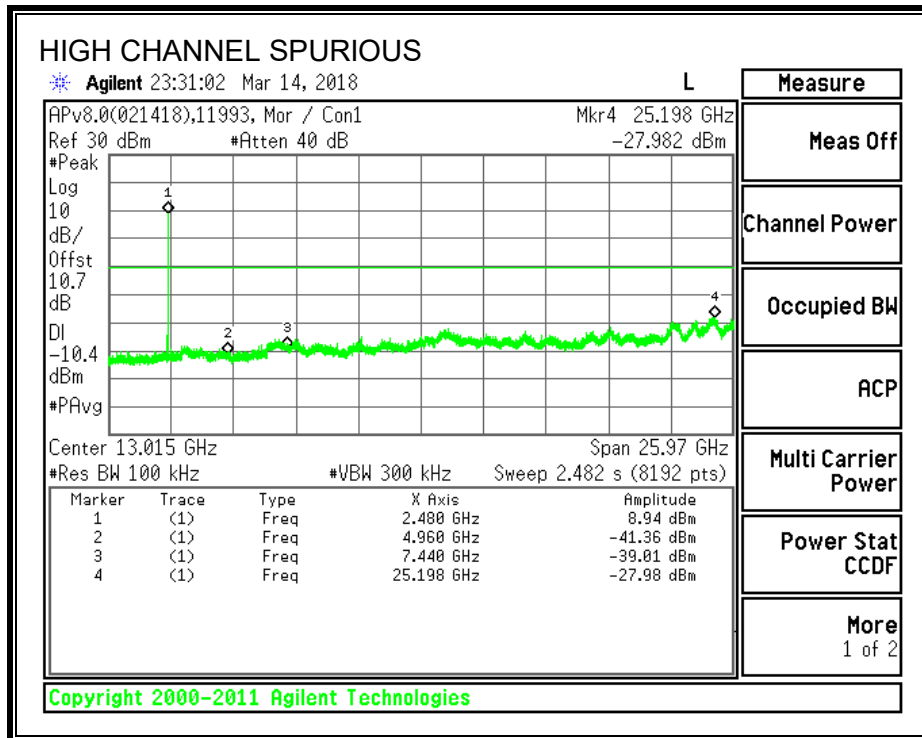 HIGH CHANNEL SPURIOUS
Agilent 23:31:02 Mar 14, 2018 L
APv8.0(021418),11993, Mor / Con1 Mkr4 25.198 GHz
Ref 30 dBm #Atten 40 dB -27.982 dBm
#Peak
Log
10
dB/
Offst
10.7
dB
DI
-10.4
dBm
#PAvg
1
2
3
4
Center 13.015 GHz Span 25.97 GHz
#Res BW 100 kHz #VBW 300 kHz Sweep 2.482 s (8192 pts)
Marker Trace Type X Axis Amplitude
1 (1) Freq 2.480 GHz 8.94 dBm
2 (1) Freq 4.960 GHz -41.36 dBm
3 (1) Freq 7.440 GHz -39.01 dBm
4 (1) Freq 25.198 GHz -27.98 dBm
Measure
Meas Off
Channel Power
Occupied BW
ACP
Multi Carrier
Power
Power Stat
CCDF
More
1 of 2
Copyright 2000-2011 Agilent Technologies